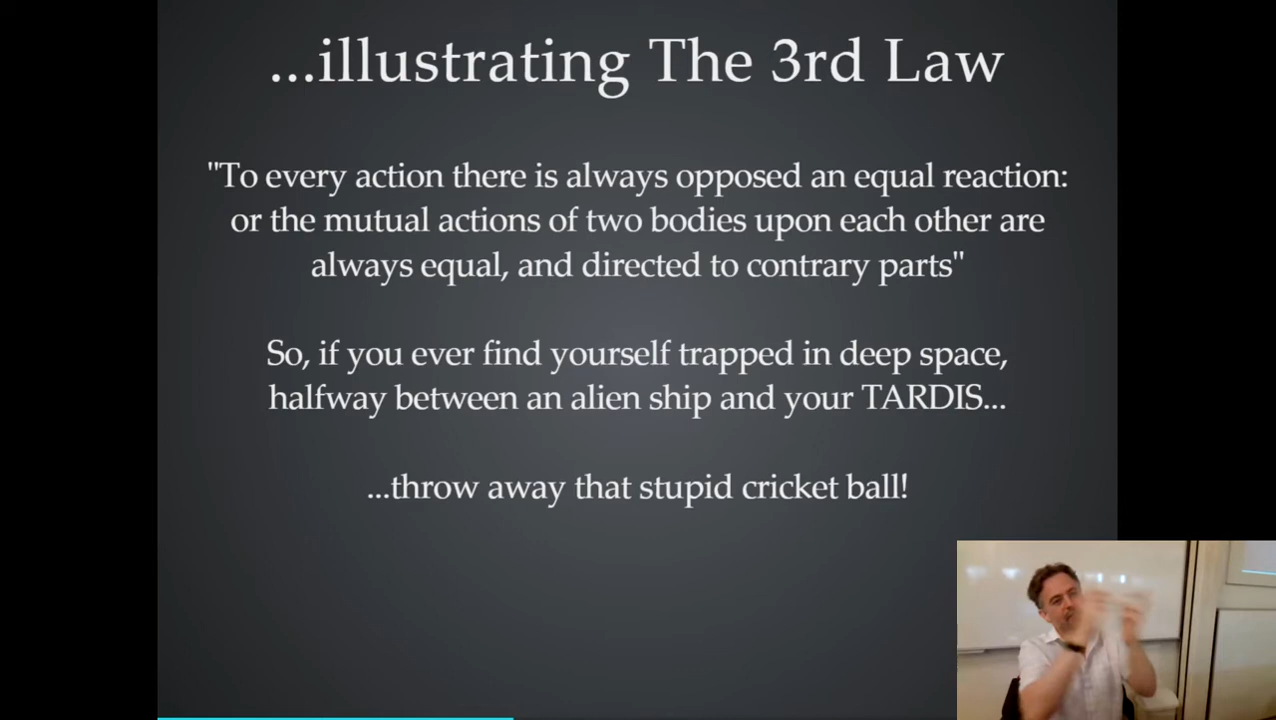 ...illustrating The 3rd Law
"To every action there is always opposed an equal reaction:
or the mutual actions of two bodies upon each other are
always equal, and directed to contrary parts"
So, if you ever find yourself trapped in deep space,
halfway between an alien ship and your TARDIS...
...throw away that stupid cricket ball!